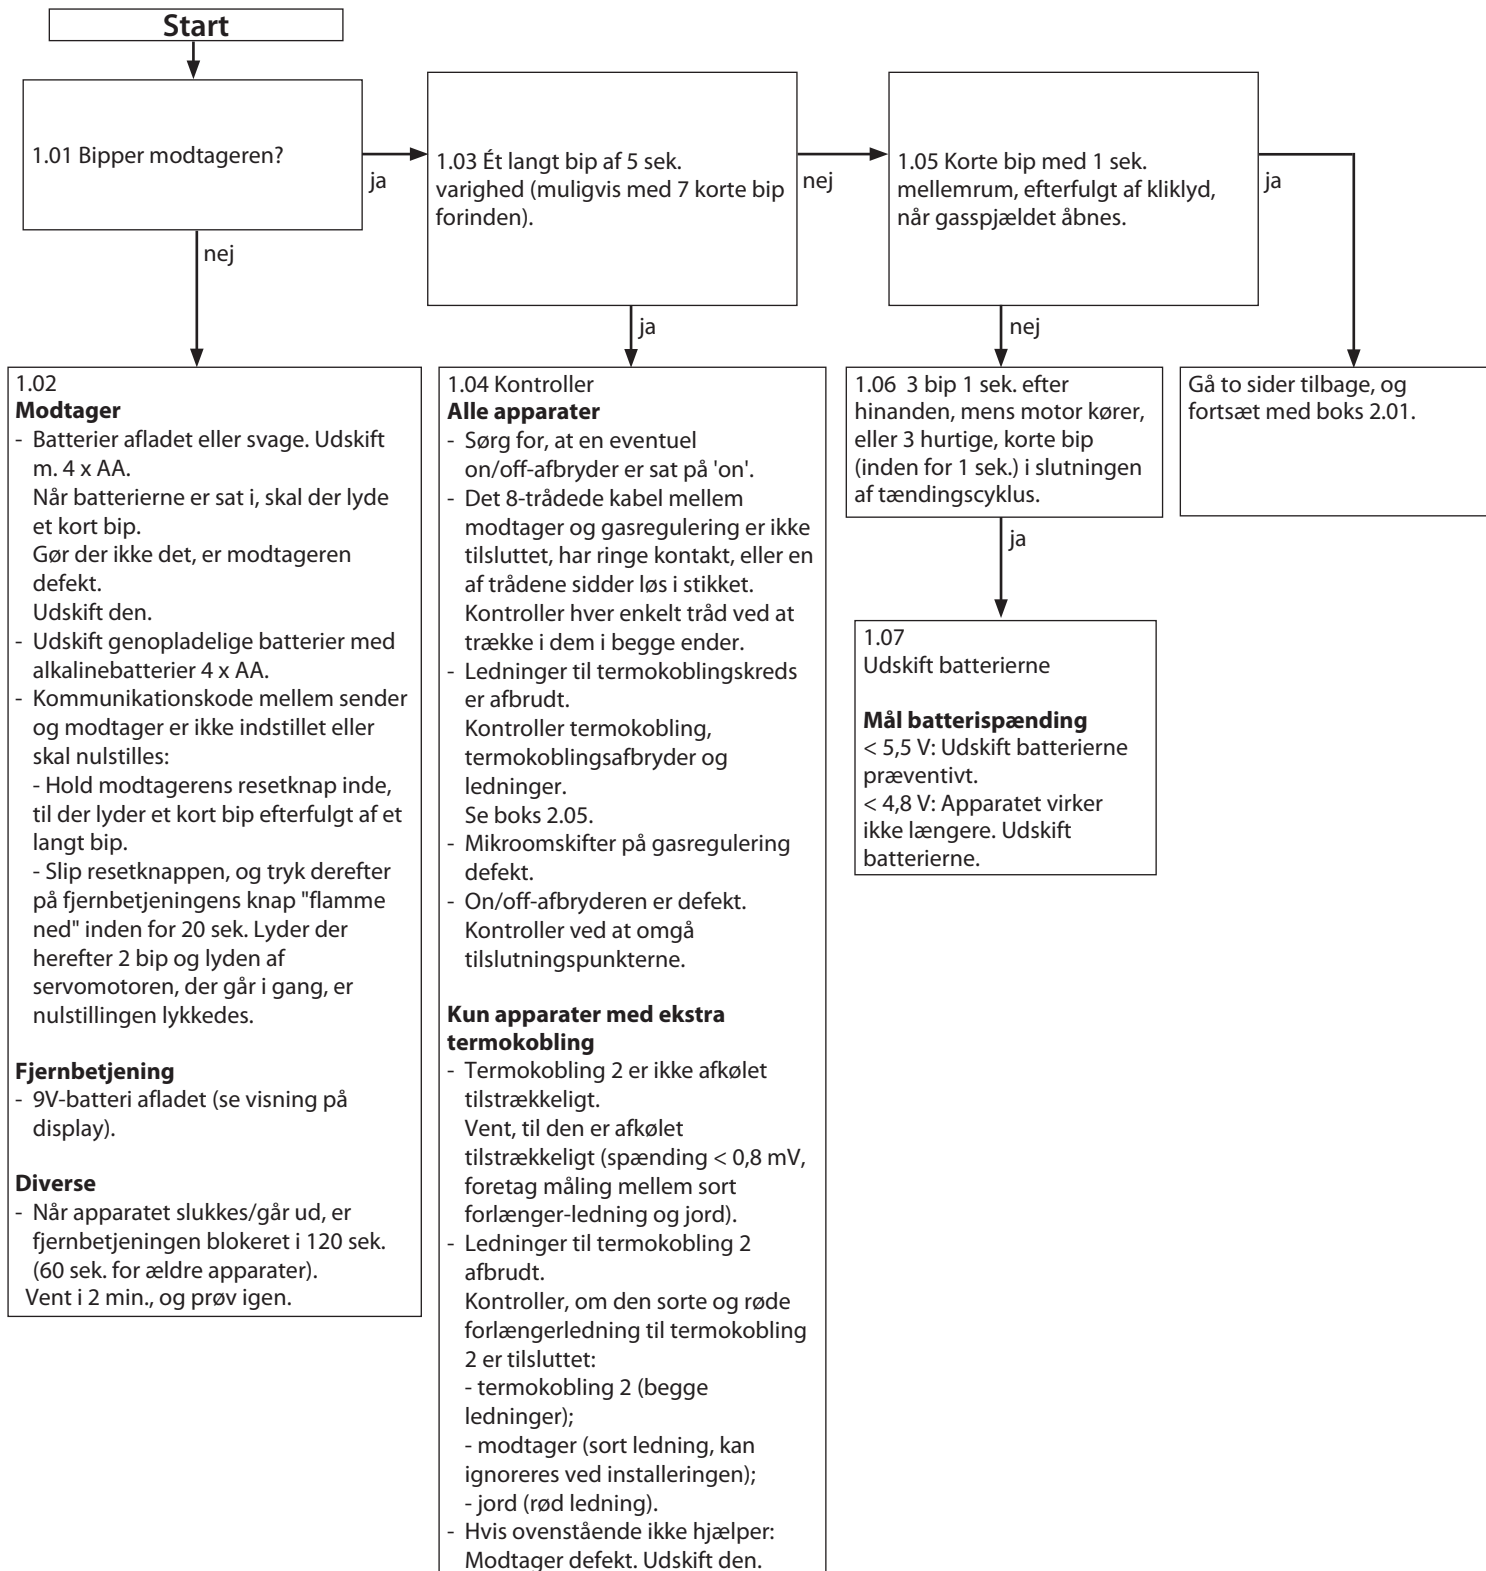 Start
1.01 Bipper modtageren?
ja
nej
1.03 Ét langt bip af 5 sek.
varighed (muligvis med 7 korte bip
forinden).
nej
ja
1.05 Korte bip med 1 sek.
mellemrum, efterfulgt af kliklyd,
når gasspjældet åbnes.
ja
nej
1.02
Modtager
- Batterier afladet eller svage. Udskift
m. 4 x AA.
Når batterierne er sat i, skal der lyde
et kort bip.
Gør der ikke det, er modtageren
defekt.
Udskift den.
- Udskift genopladelige batterier med
alkalinebatterier 4 x AA.
- Kommunikationskode mellem sender
og modtager er ikke indstillet eller
skal nulstilles:
- Hold modtagerens resetknap inde,
til der lyder et kort bip efterfulgt af et
langt bip.
- Slip resetknappen, og tryk derefter
på fjernbetjeningens knap "flamme
ned" inden for 20 sek. Lyder der
herefter 2 bip og lyden af
servomotoren, der går i gang, er
nulstillingen lykkedes.
Fjernbetjening
- 9V-batteri afladet (se visning på
display).
Diverse
- Når apparatet slukkes/går ud, er
fjernbetjeningen blokeret i 120 sek.
(60 sek. for ældre apparater).
Vent i 2 min., og prøv igen.
1.04 Kontroller
Alle apparater
- Sørg for, at en eventuel
on/off-afbryder er sat på 'on'.
- Det 8-trådede kabel mellem
modtager og gasregulering er ikke
tilsluttet, har ringe kontakt, eller en
af trådene sidder løs i stikket.
Kontroller hver enkelt tråd ved at
trække i dem i begge ender.
- Ledninger til termokoblingskreds
er afbrudt.
Kontroller termokobling,
termokoblingsafbryder og
ledninger.
Se boks 2.05.
- Mikroomskifter på gasregulering
defekt.
- On/off-afbryderen er defekt.
Kontroller ved at omgå
tilslutningspunkterne.
Kun apparater med ekstra
termokobling
- Termokobling 2 er ikke afkølet
tilstrækkeligt.
Vent, til den er afkølet
tilstrækkeligt (spænding < 0,8 mV,
foretag måling mellem sort
forlænger-ledning og jord).
- Ledninger til termokobling 2
afbrudt.
Kontroller, om den sorte og røde
forlængerledning til termokobling
2 er tilsluttet:
- termokobling 2 (begge
ledninger);
- modtager (sort ledning, kan
ignoreres ved installeringen);
- jord (rød ledning).
- Hvis ovenstående ikke hjælper:
Modtager defekt. Udskift den.
1.06 3 bip 1 sek. efter
hinanden, mens motor kører,
eller 3 hurtige, korte bip
(inden for 1 sek.) i slutningen
af tændingscyklus.
ja
1.07
Udskift batterierne
Mål batterispænding
< 5,5 V: Udskift batterierne
præventivt.
< 4,8 V: Apparatet virker
ikke længere. Udskift
batterierne.
Gå to sider tilbage, og
fortsæt med boks 2.01.